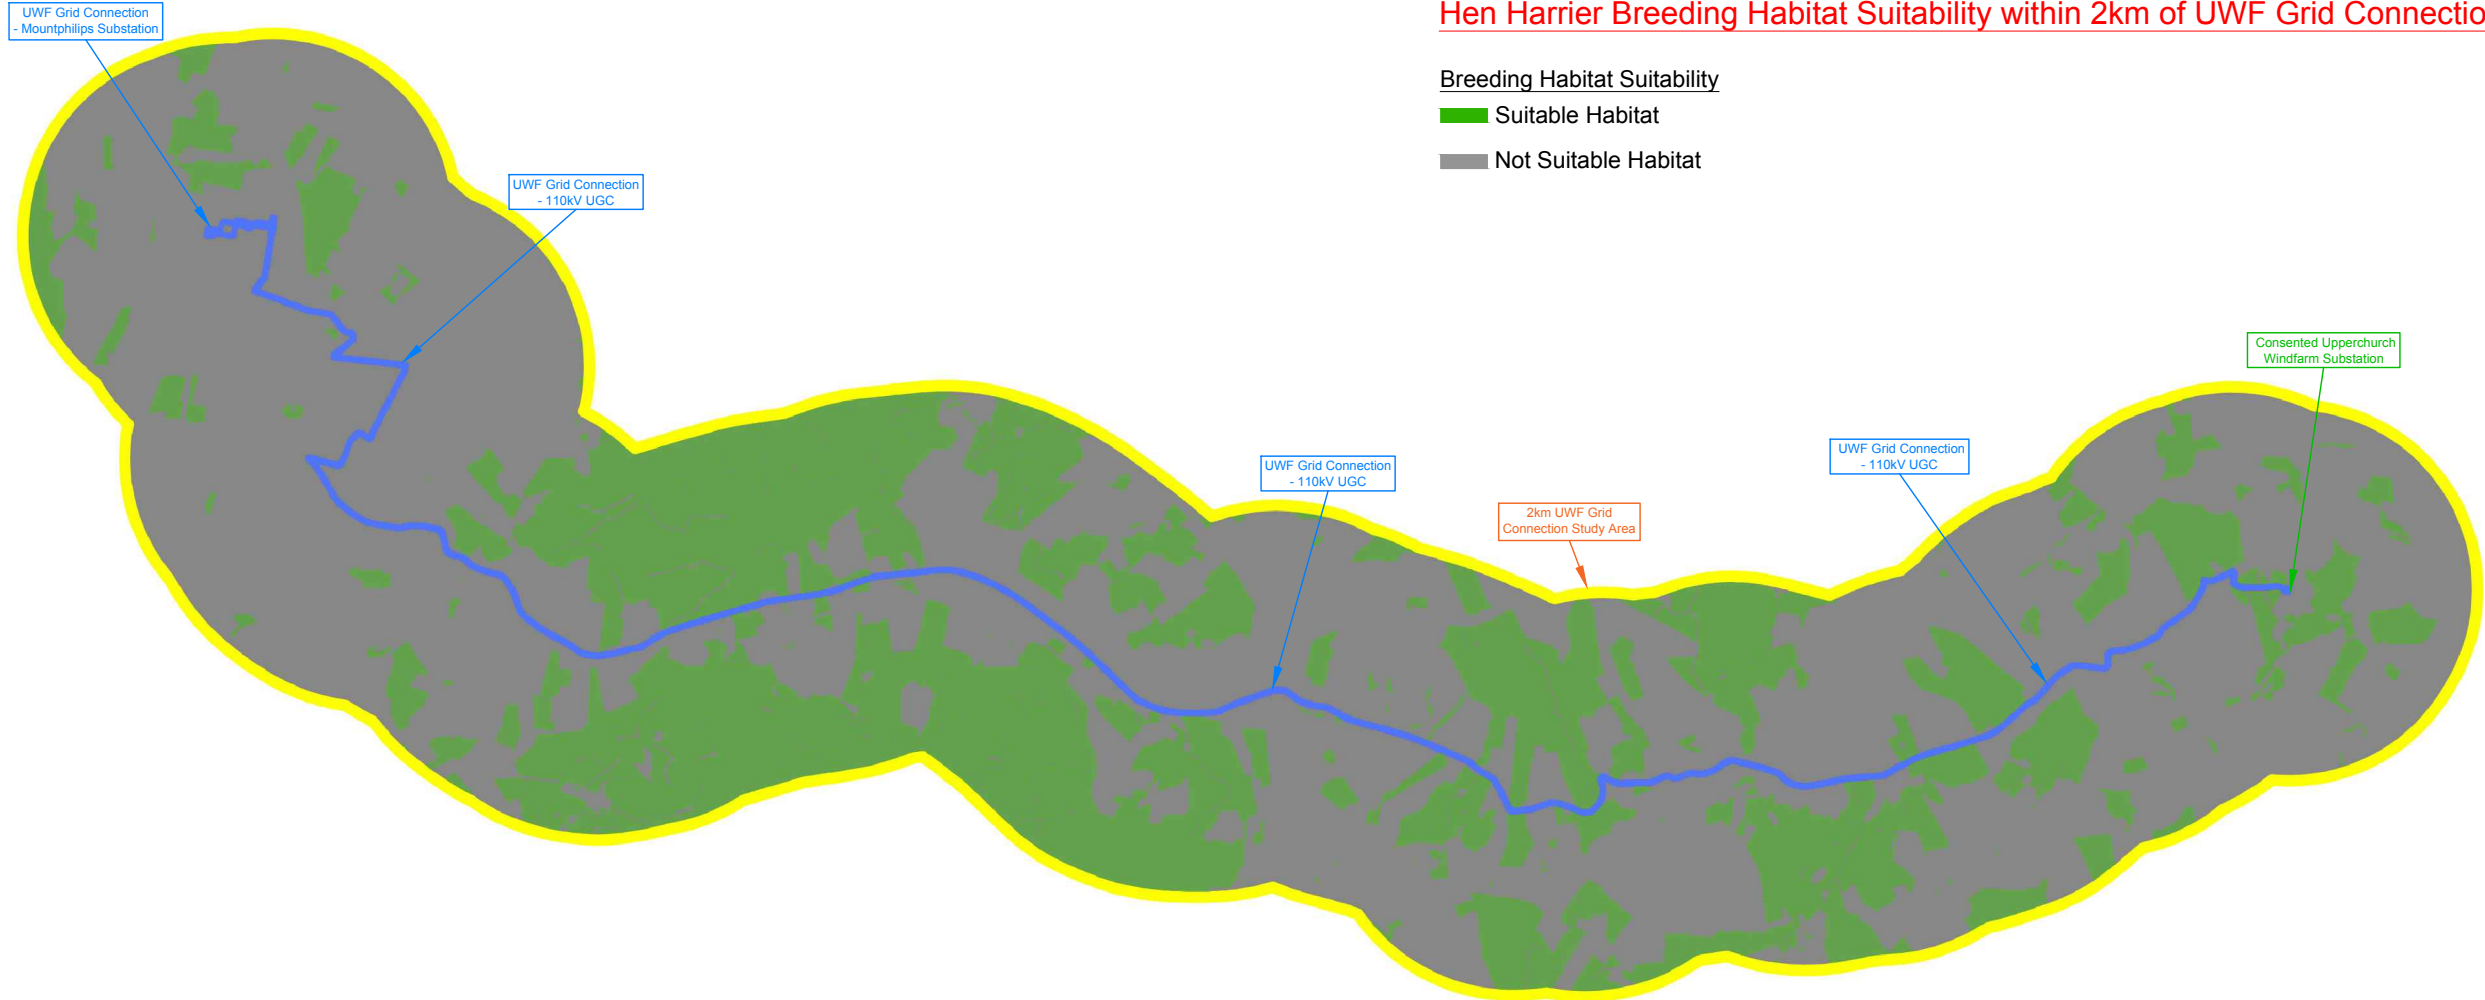 UWF Grid Connection
- Mountphilips Substation
Hen Harrier Breeding Habitat Suitability within 2km of UWF Grid Connectio
Breeding Habitat Suitability
Suitable Habitat
Not Suitable Habitat
UWF Grid Connection
- 110kV UGC
Consented Upperchurch
Windfarm Substation
UWF Grid Connection
- 110kV UGC
UWF Grid Connection
- 110kV UGC
2km UWF Grid
Connection Study Area